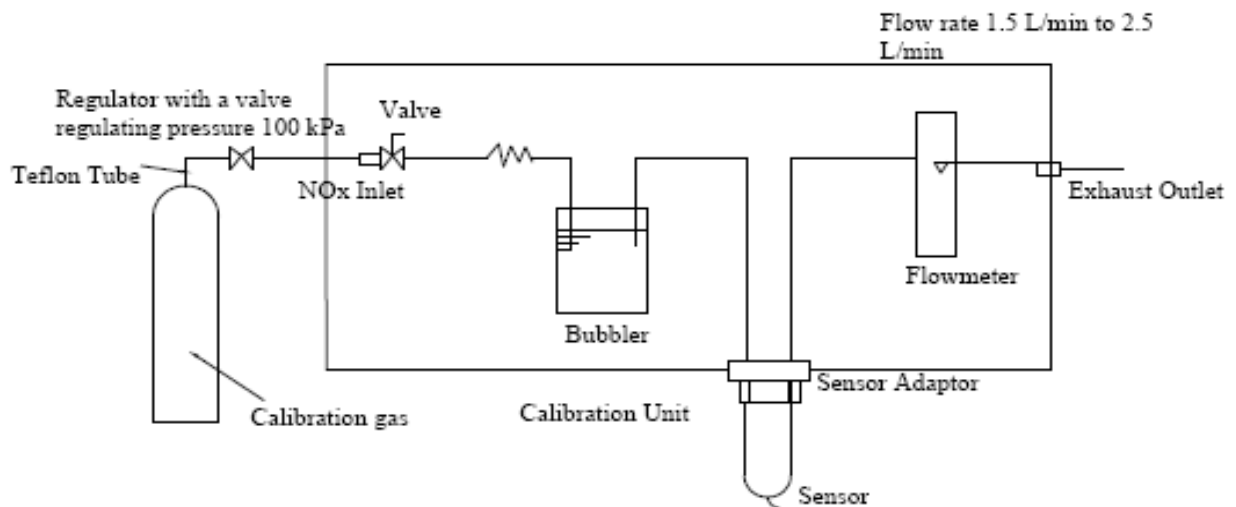 Flow rate 1.5 L/min to 2.5
L/min
Regulator with a valve
regulating pressure 100 kPa
Valve
Teflon Tube
NOx Inlet
Exhaust Outlet
Flowmeter
Bubbler
Sensor Adaptor
Calibration gas
Calibration Unit
Sensor